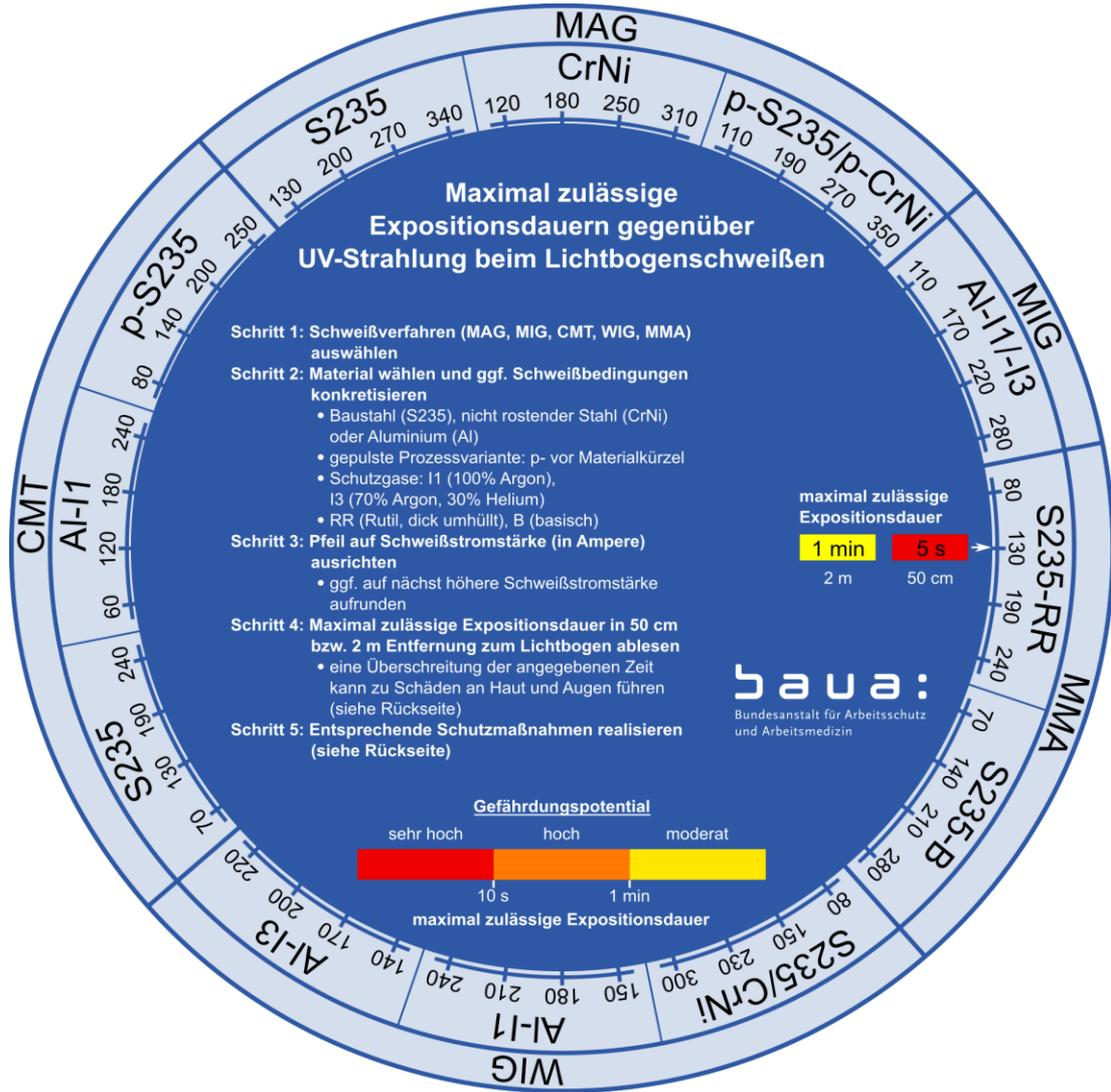 MAG
CrNi
120 180 250 310
p-S235/p-CrNi
110 190 270 350
MIG
Al-I1/-I3
110 170 220 280
MMA
S235-RR
80 130 190 240
S235-B
70 140 210 280
WIG
S235/CrNi
80 150 230 300
Al-I1
150 180 210 240
Al-I3
140 170 200 220
CMT
S235
70 130 190 240
Al-I1
60 120 180 240
p-S235
80 140 200 250
S235
130 200 270 340
Maximal zulässige
Expositionsdauern gegenüber
UV-Strahlung beim Lichtbogenschweißen
Schritt 1: Schweißverfahren (MAG, MIG, CMT, WIG, MMA)
auswählen
Schritt 2: Material wählen und ggf. Schweißbedingungen
konkretisieren
• Baustahl (S235), nicht rostender Stahl (CrNi)
oder Aluminium (Al)
• gepulste Prozessvariante: p- vor Materialkürzel
• Schutzgase: I1 (100% Argon),
I3 (70% Argon, 30% Helium)
• RR (Rutil, dick umhüllt), B (basisch)
Schritt 3: Pfeil auf Schweißstromstärke (in Ampere)
ausrichten
• ggf. auf nächst höhere Schweißstromstärke
aufrunden
Schritt 4: Maximal zulässige Expositionsdauer in 50 cm
bzw. 2 m Entfernung zum Lichtbogen ablesen
• eine Überschreitung der angegebenen Zeit
kann zu Schäden an Haut und Augen führen
(siehe Rückseite)
Schritt 5: Entsprechende Schutzmaßnahmen realisieren
(siehe Rückseite)
maximal zulässige
Expositionsdauer
1 min 5 s
2 m 50 cm
baua:
Bundesanstalt für Arbeitsschutz
und Arbeitsmedizin
Gefährdungspotential
sehr hoch hoch moderat
10 s 1 min
maximal zulässige Expositionsdauer